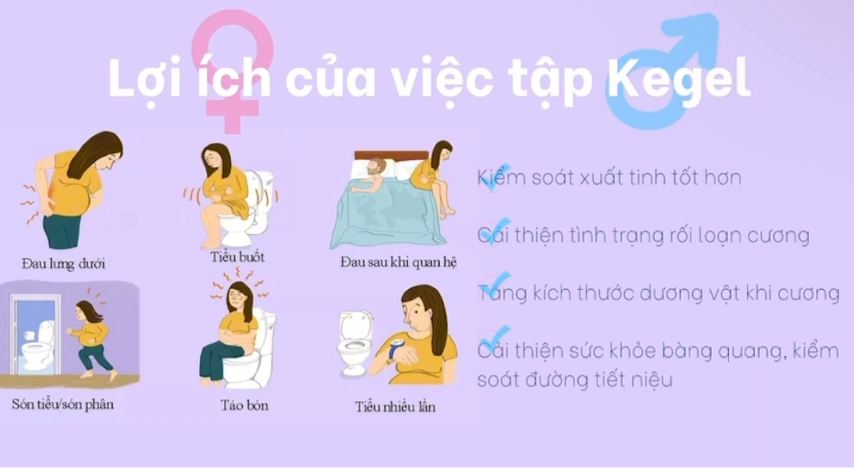 Lợi ích của việc tập Kegel
Đau lưng dưới
Tiểu buốt
Đau sau khi quan hệ
Són tiểu/són phân
Táo bón
Tiểu nhiều lần
Kiểm soát xuất tinh tốt hơn
Cải thiện tình trạng rối loạn cương
Tăng kích thước dương vật khi cương
Cải thiện sức khỏe bàng quang, kiểm
soát đường tiết niệu